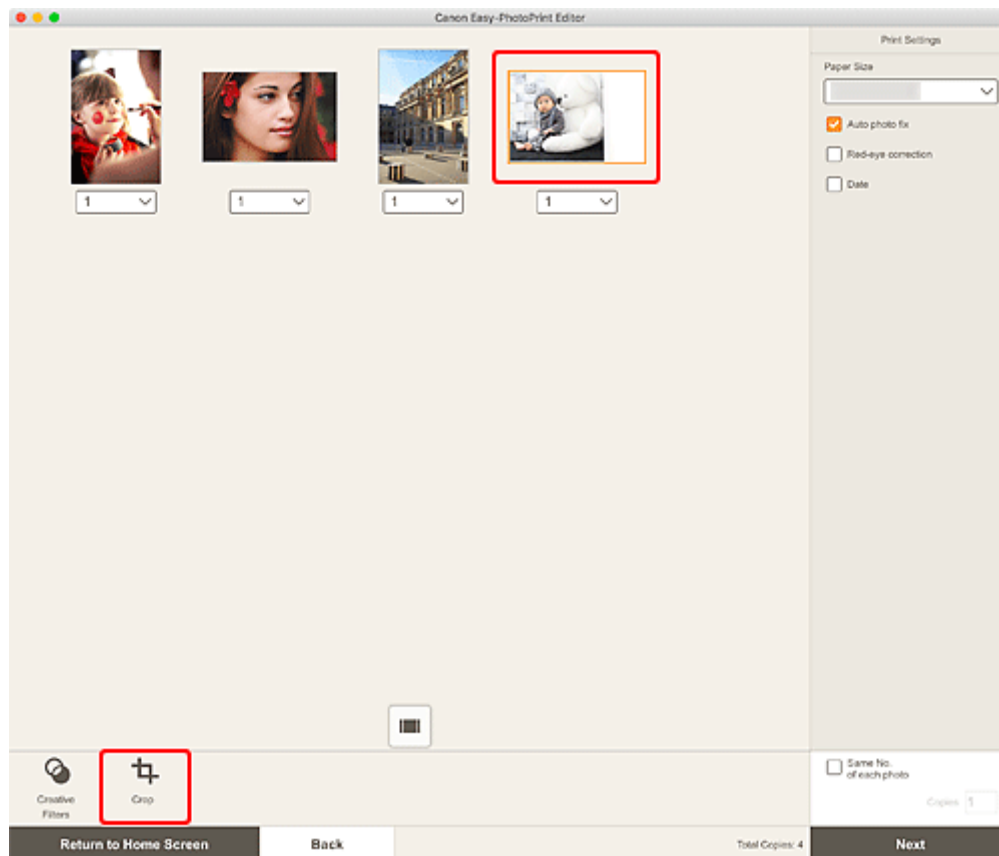 Canon Easy-PhotoPrint Editor
Print Settings
Paper Size
Auto photo fix
Red-eye correction
Date
1
1
1
1
Creative
Filters
Crop
Same No.
of each photo
Copies 1
Return to Home Screen
Back
Total Copies: 4
Next